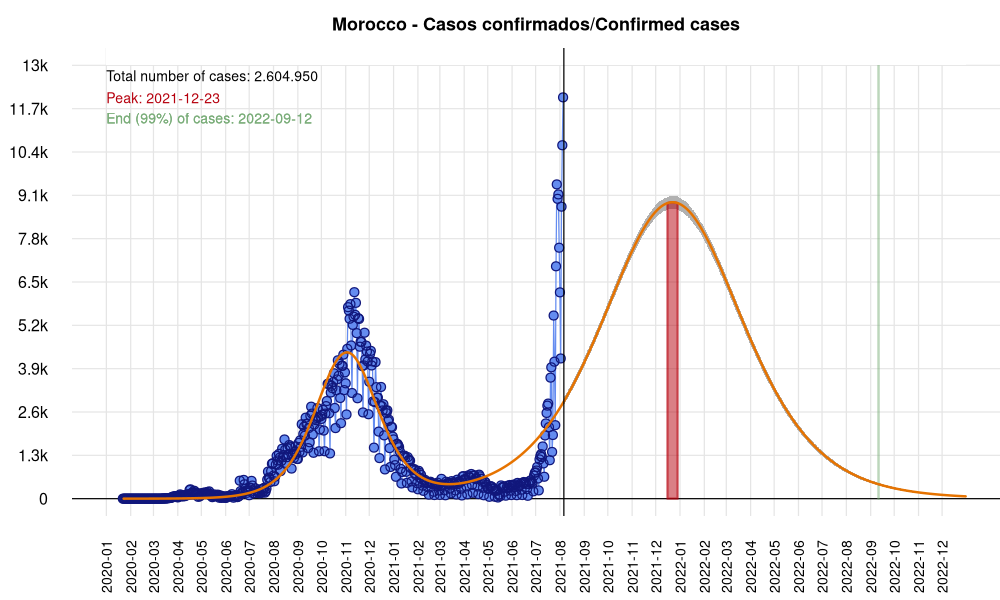 Morocco - Casos confirmados/Confirmed cases
Total number of cases: 2.604.950
Peak: 2021-12-23
End (99%) of cases: 2022-09-12
13k
11.7k
10.4k
9.1k
7.8k
6.5k
5.2k
3.9k
2.6k
1.3k
0
2020-01
2020-02
2020-03
2020-04
2020-05
2020-06
2020-07
2020-08
2020-09
2020-10
2020-11
2020-12
2021-01
2021-02
2021-03
2021-04
2021-05
2021-06
2021-07
2021-08
2021-09
2021-10
2021-11
2021-12
2022-01
2022-02
2022-03
2022-04
2022-05
2022-06
2022-07
2022-08
2022-09
2022-10
2022-11
2022-12